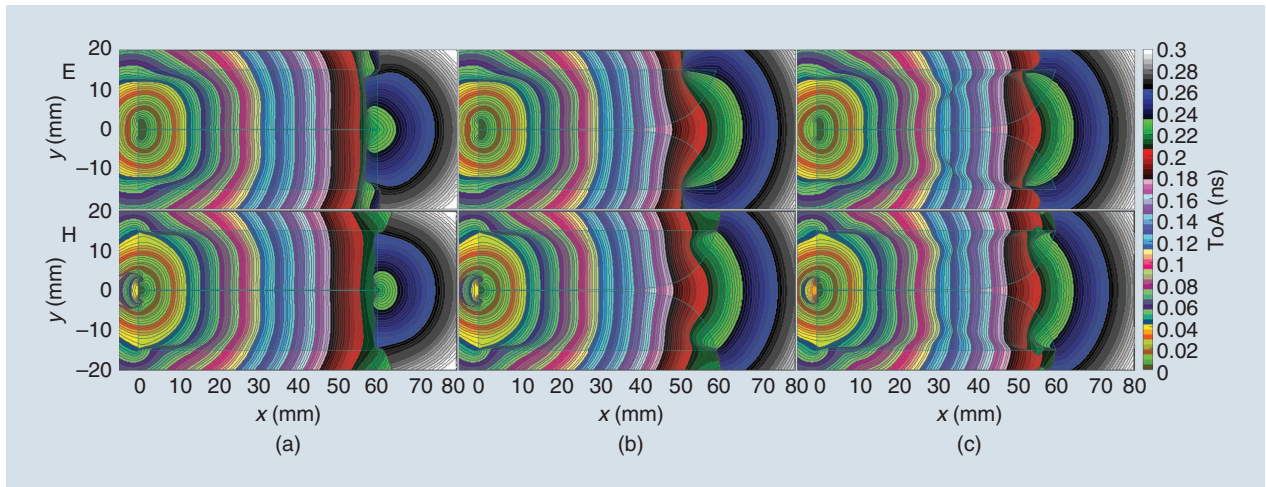 20
10
0
−10
20
10
0
−10
−20
E
H
y (mm)
y (mm)
0 10 20 30 40 50 60 70 80
0 10 20 30 40 50 60 70 80
0 10 20 30 40 50 60 70 80
x (mm)
x (mm)
x (mm)
(a)
(b)
(c)
0.3
0.28
0.26
0.24
0.22
0.2
0.18
0.16
0.14
0.12
0.1
0.08
0.06
0.04
0.02
0
ToA (ns)